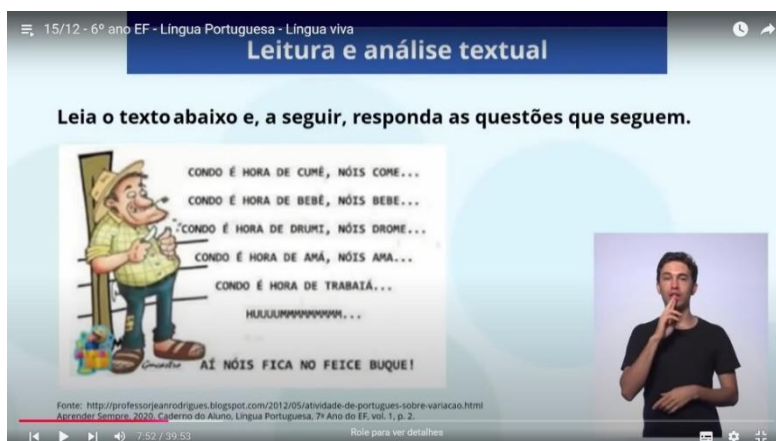 15/12 - 6º ano EF - Língua Portuguesa - Língua viva
Leitura e análise textual
Leia o texto abaixo e, a seguir, responda as questões que seguem.
CONDO É HORA DE CUMÊ, NÓIS COME...
CONDO É HORA DE BEBÊ, NÓIS BEBE...
CONDO É HORA DE DRUMI, NÓIS DROME...
CONDO É HORA DE AMÁ, NÓIS AMA...
CONDO É HORA DE TRABAIÁ...
HUUUUMMMMMMMMM...
AÍ NÓIS FICA NO FEICE BUQUE!
Fonte: http://professorjeanrodrigues.blogspot.com/2012/05/atividade-de-portugues-sobre-variacao.html
Aprender Sempre. 2020. Caderno do Aluno, Língua Portuguesa, 7º Ano do EF, vol. 1, p. 2.
7:52 / 39:53
Role para ver detalhes